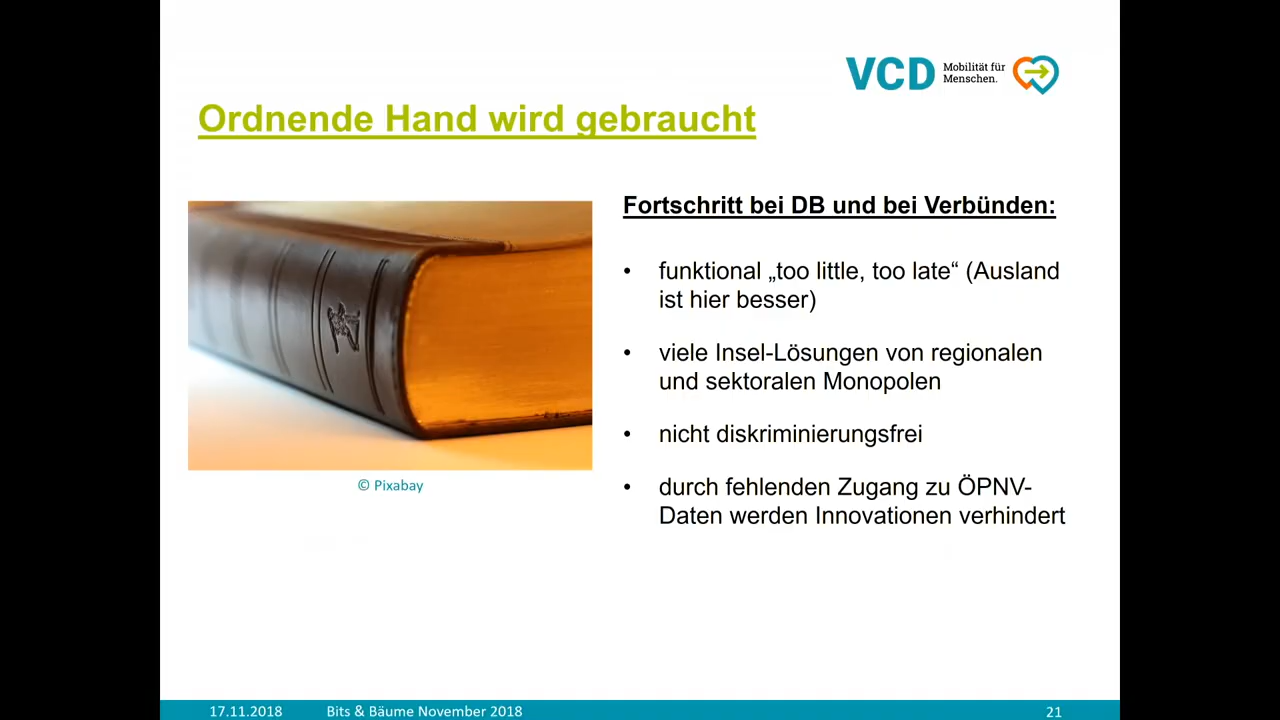 VCD Mobilität für
Menschen.
Ordnende Hand wird gebraucht
Fortschritt bei DB und bei Verbünden:
• funktional „too little, too late“ (Ausland
ist hier besser)
• viele Insel-Lösungen von regionalen
und sektoralen Monopolen
• nicht diskriminierungsfrei
• durch fehlenden Zugang zu ÖPNV-
Daten werden Innovationen verhindert
© Pixabay
17.11.2018 Bits & Bäume November 2018 21